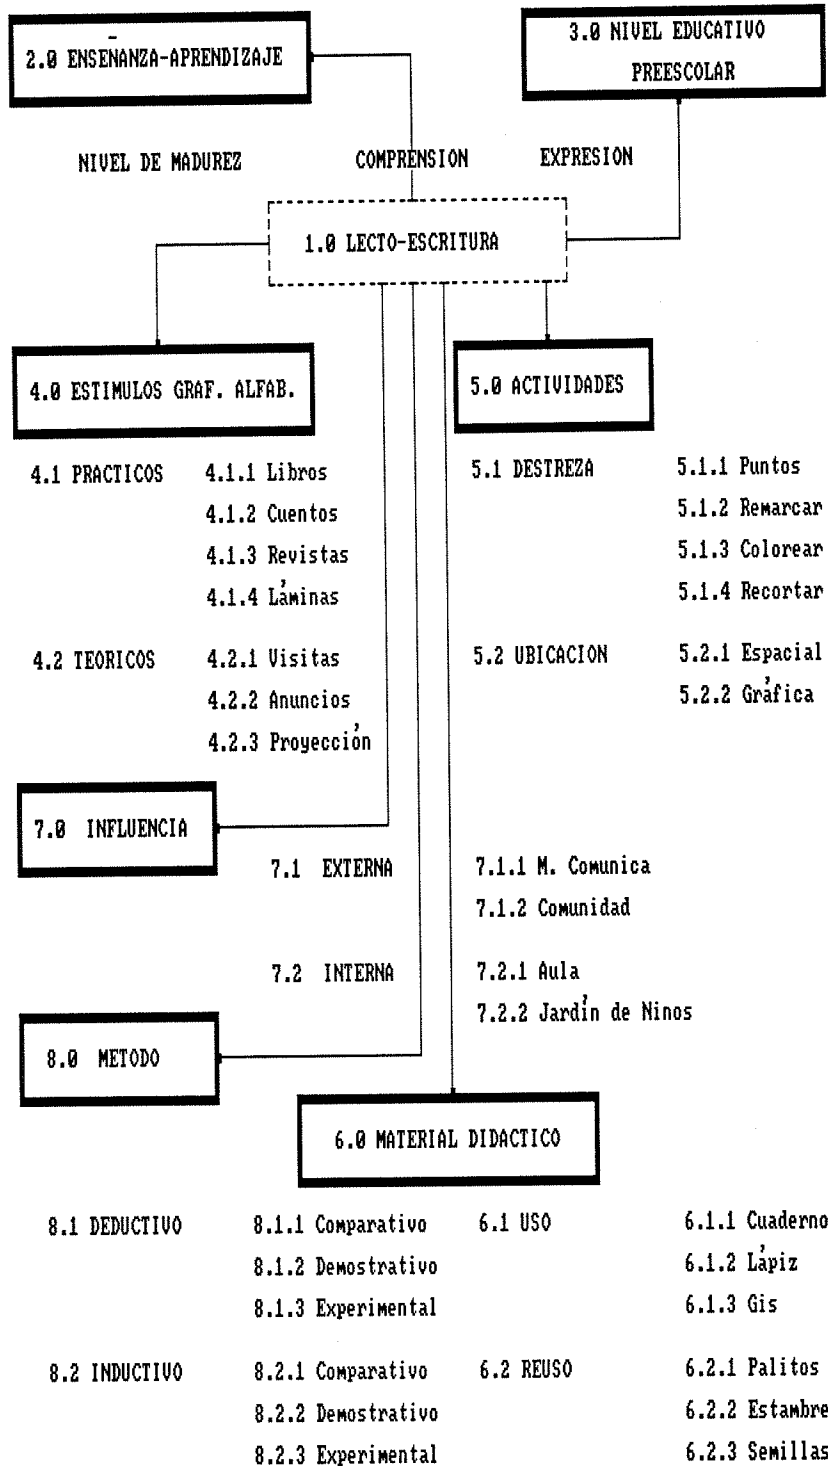 2.0 ENSEÑANZA-APRENDIZAJE
3.0 NIVEL EDUCATIVO
PREESCOLAR
NIVEL DE MADUREZ
COMPRENSION
EXPRESION
1.0 LECTO-ESCRITURA
4.0 ESTIMULOS GRAF. ALFAB.
4.1 PRACTICOS
4.1.1 Libros
4.1.2 Cuentos
4.1.3 Revistas
4.1.4 Láminas
4.2 TEORICOS
4.2.1 Visitas
4.2.2 Anuncios
4.2.3 Proyección
5.0 ACTIVIDADES
5.1 DESTREZA
5.1.1 Puntos
5.1.2 Remarcar
5.1.3 Colorear
5.1.4 Recortar
5.2 UBICACION
5.2.1 Espacial
5.2.2 Gráfica
7.0 INFLUENCIA
7.1 EXTERNA
7.1.1 M. Comunica
7.1.2 Comunidad
7.2 INTERNA
7.2.1 Aula
7.2.2 Jardín de Ninos
8.0 METODO
6.0 MATERIAL DIDACTICO
8.1 DEDUCTIVO
8.1.1 Comparativo
8.1.2 Demostrativo
8.1.3 Experimental
8.2 INDUCTIVO
8.2.1 Comparativo
8.2.2 Demostrativo
8.2.3 Experimental
6.1 USO
6.1.1 Cuaderno
6.1.2 Lápiz
6.1.3 Gis
6.2 REUSO
6.2.1 Palitos
6.2.2 Estambre
6.2.3 Semillas